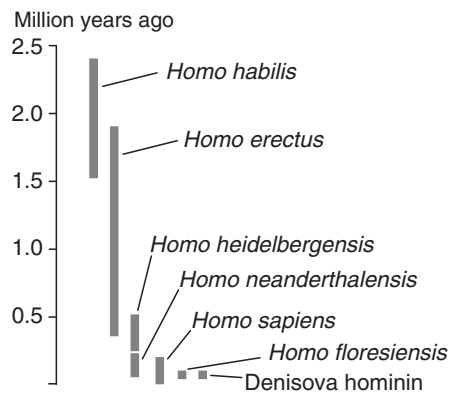 Million years ago
2.5
Homo habilis
2.0
Homo erectus
1.5
1.0
Homo heidelbergensis
Homo neanderthalensis
0.5
Homo sapiens
Homo floresiensis
Denisova hominin